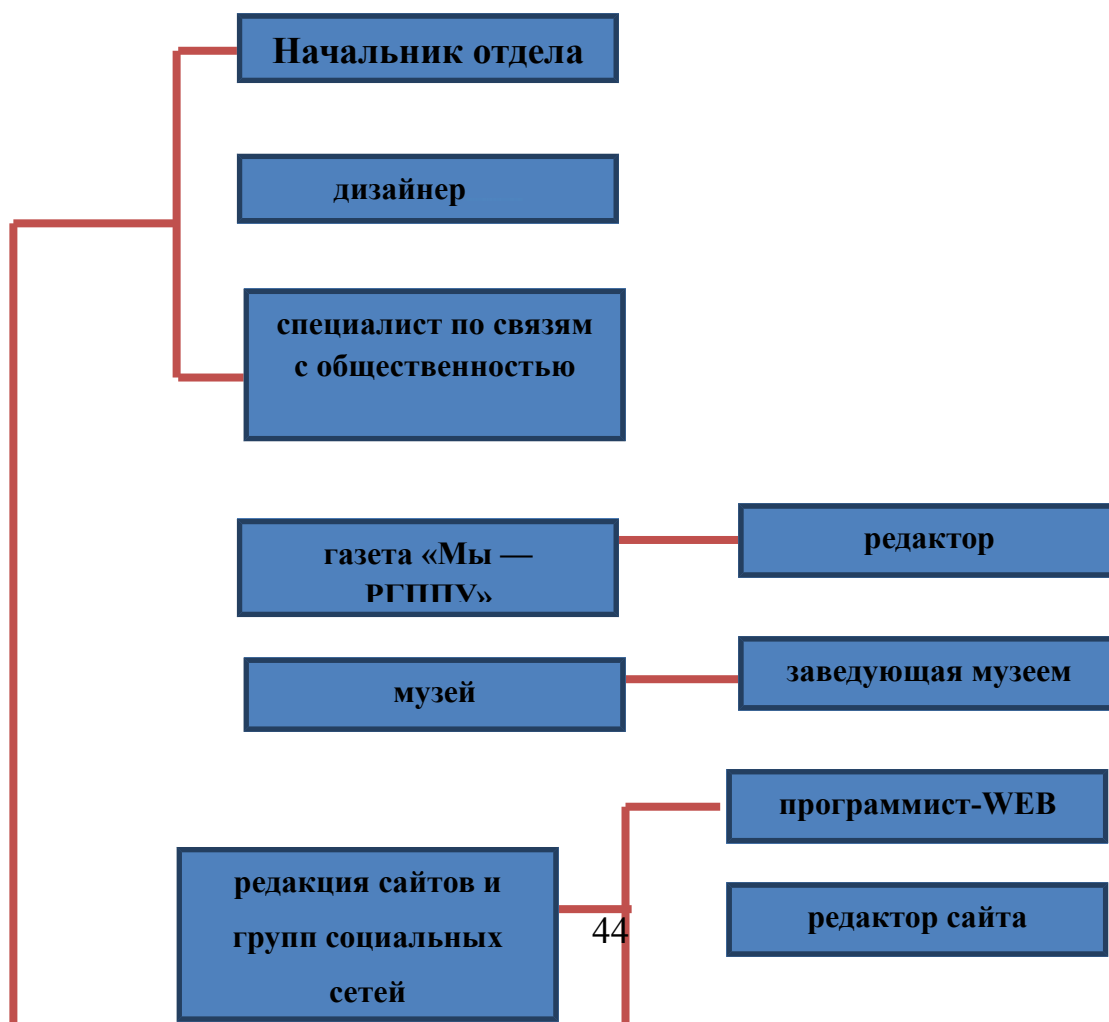 Начальник отдела
дизайнер
специалист по связям
с общественностью
газета «Мы —
РГППУ»
редактор
музей
заведующая музеем
программист-WEB
редакция сайтов и
групп социальных
сетей
редактор сайта
44